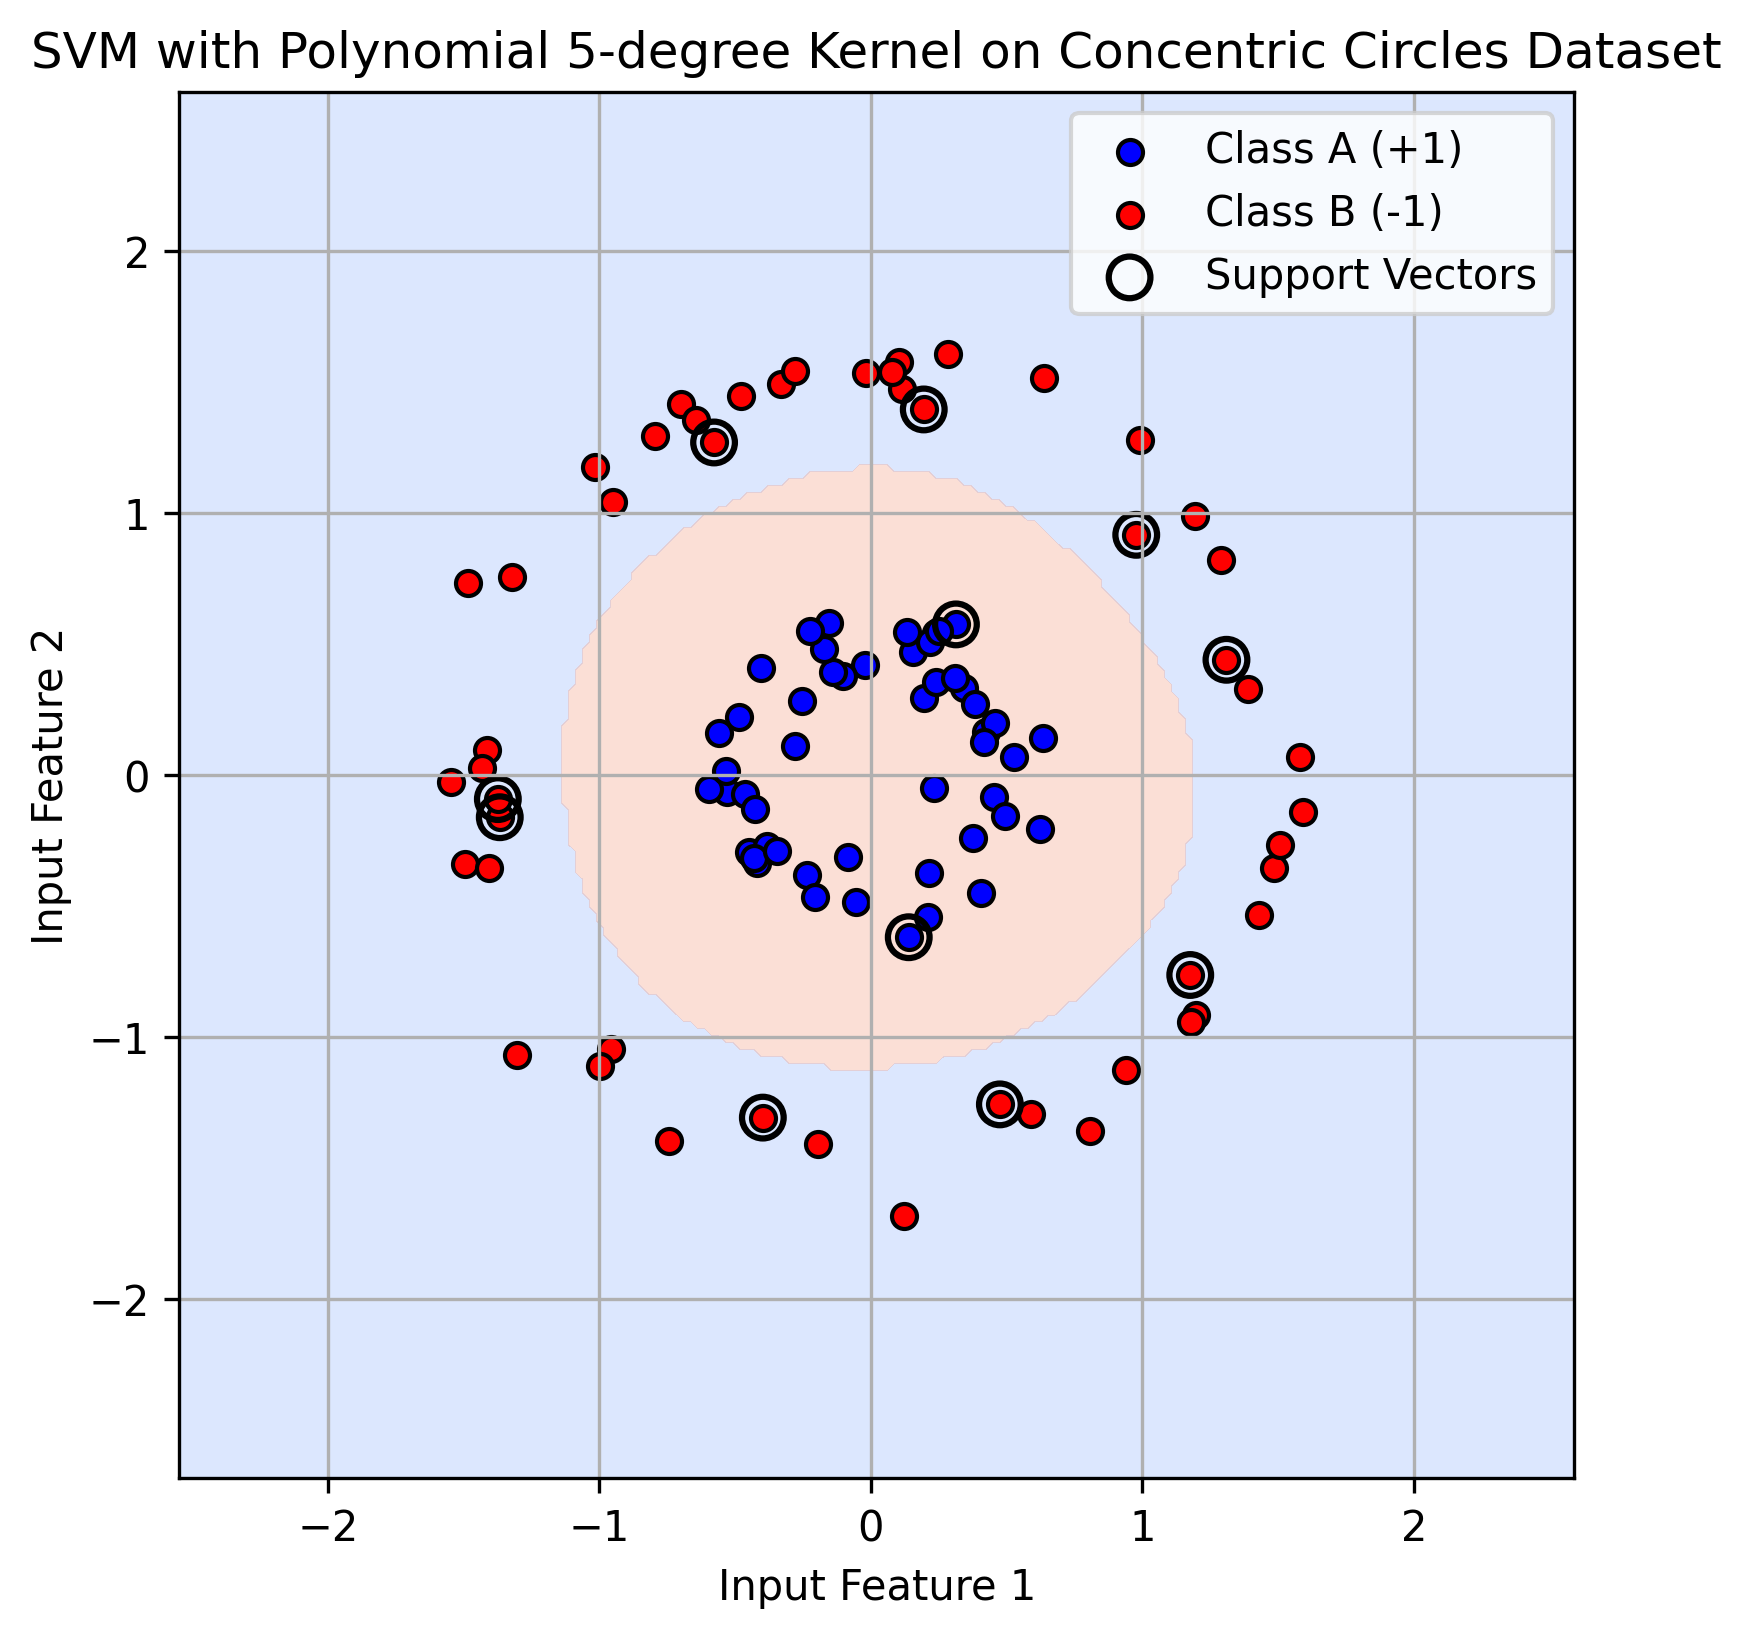 SVM with Polynomial 5-degree Kernel on Concentric Circles Dataset
Class A (+1)
Class B (-1)
Support Vectors
Input Feature 2
2
1
0
−1
−2
−2
−1
0
1
2
Input Feature 1